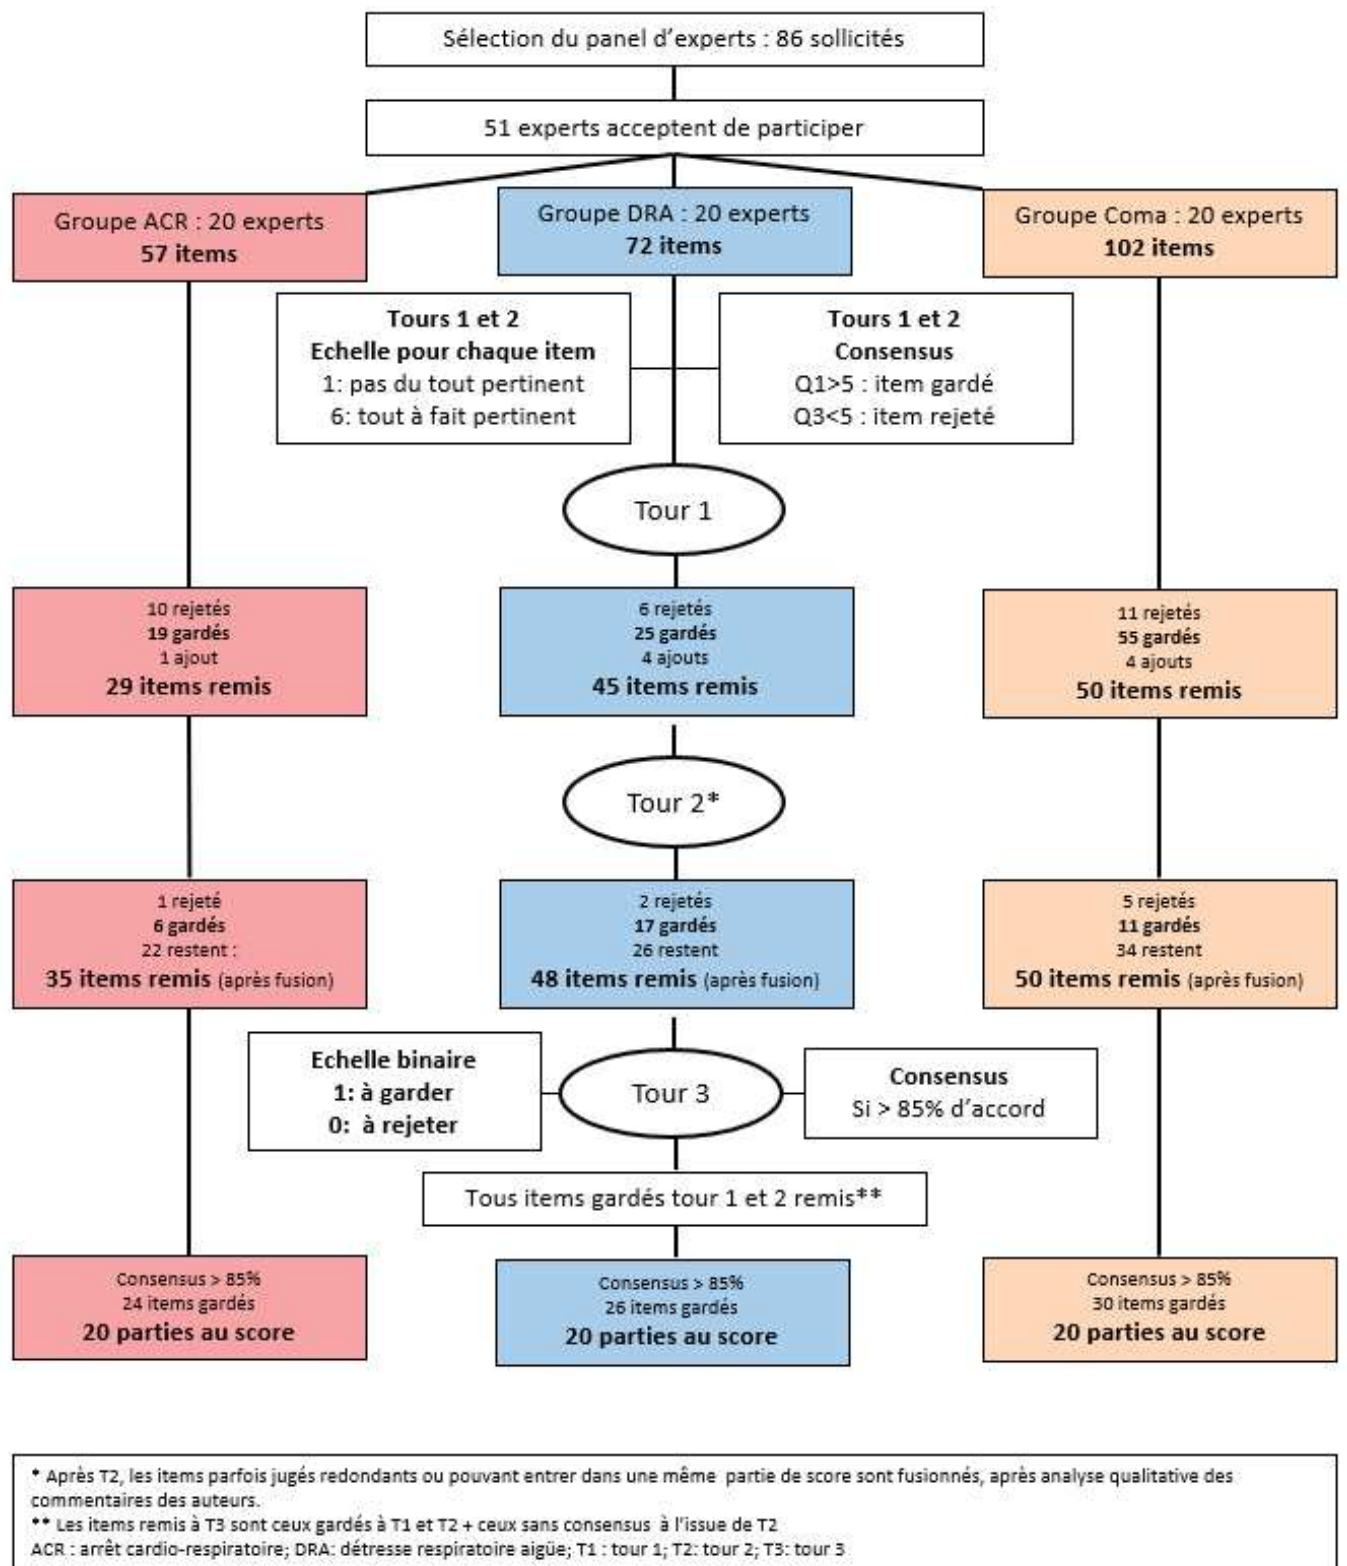 Sélection du panel d’experts : 86 sollicités
51 experts acceptent de participer
Groupe ACR : 20 experts
57 items
Groupe DRA : 20 experts
72 items
Groupe Coma : 20 experts
102 items
Tours 1 et 2
Echelle pour chaque item
1: pas du tout pertinent
6: tout à fait pertinent
Tours 1 et 2
Consensus
Q1>5 : item gardé
Q3<5 : item rejeté
Tour 1
10 rejetés
19 gardés
1 ajout
29 items remis
6 rejetés
25 gardés
4 ajouts
45 items remis
11 rejetés
55 gardés
4 ajouts
50 items remis
Tour 2*
1 rejeté
6 gardés
22 restent :
35 items remis (après fusion)
2 rejetés
17 gardés
26 restent
48 items remis (après fusion)
5 rejetés
11 gardés
34 restent
50 items remis (après fusion)
Echelle binaire
1: à garder
0: à rejeter
Tour 3
Consensus
Si > 85% d’accord
Tous items gardés tour 1 et 2 remis**
Consensus > 85%
24 items gardés
20 parties au score
Consensus > 85%
26 items gardés
20 parties au score
Consensus > 85%
30 items gardés
20 parties au score
* Après T2, les items parfois jugés redondants ou pouvant entrer dans une même partie de score sont fusionnés, après analyse qualitative des
commentaires des auteurs.
** Les items remis à T3 sont ceux gardés à T1 et T2 + ceux sans consensus à l'issue de T2
ACR : arrêt cardio-respiratoire; DRA: détresse respiratoire aigüe; T1 : tour 1; T2: tour 2; T3: tour 3